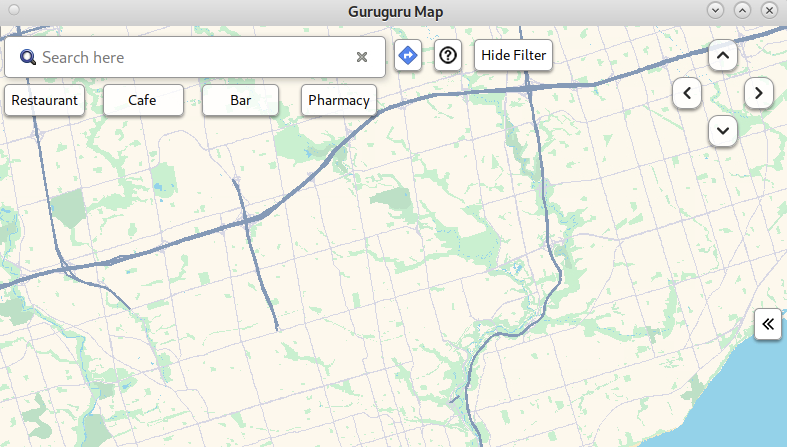 Guruguru Map
Search here
Hide Filter
Restaurant
Cafe
Bar
Pharmacy